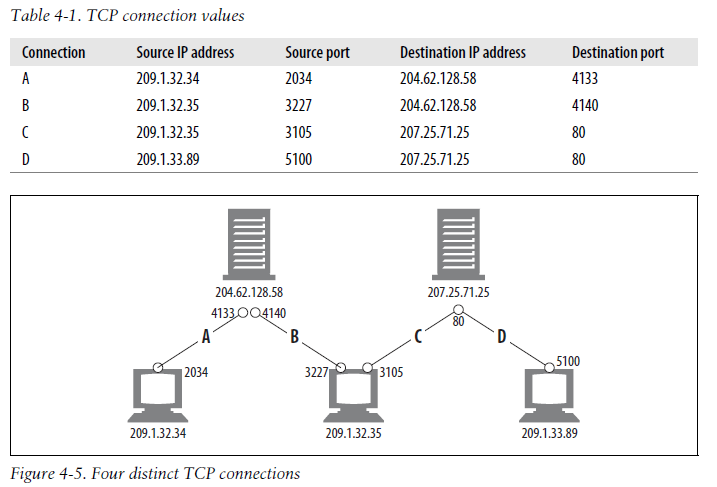 Table 4-1. TCP connection values
Connection Source IP address Source port Destination IP address Destination port
A 209.1.32.34 2034 204.62.128.58 4133
B 209.1.32.35 3227 204.62.128.58 4140
C 209.1.32.35 3105 207.25.71.25 80
D 209.1.33.89 5100 207.25.71.25 80
204.62.128.58 207.25.71.25
4133 4140 80
A B C D
2034 3227 3105 5100
209.1.32.34 209.1.32.35 209.1.33.89
Figure 4-5. Four distinct TCP connections